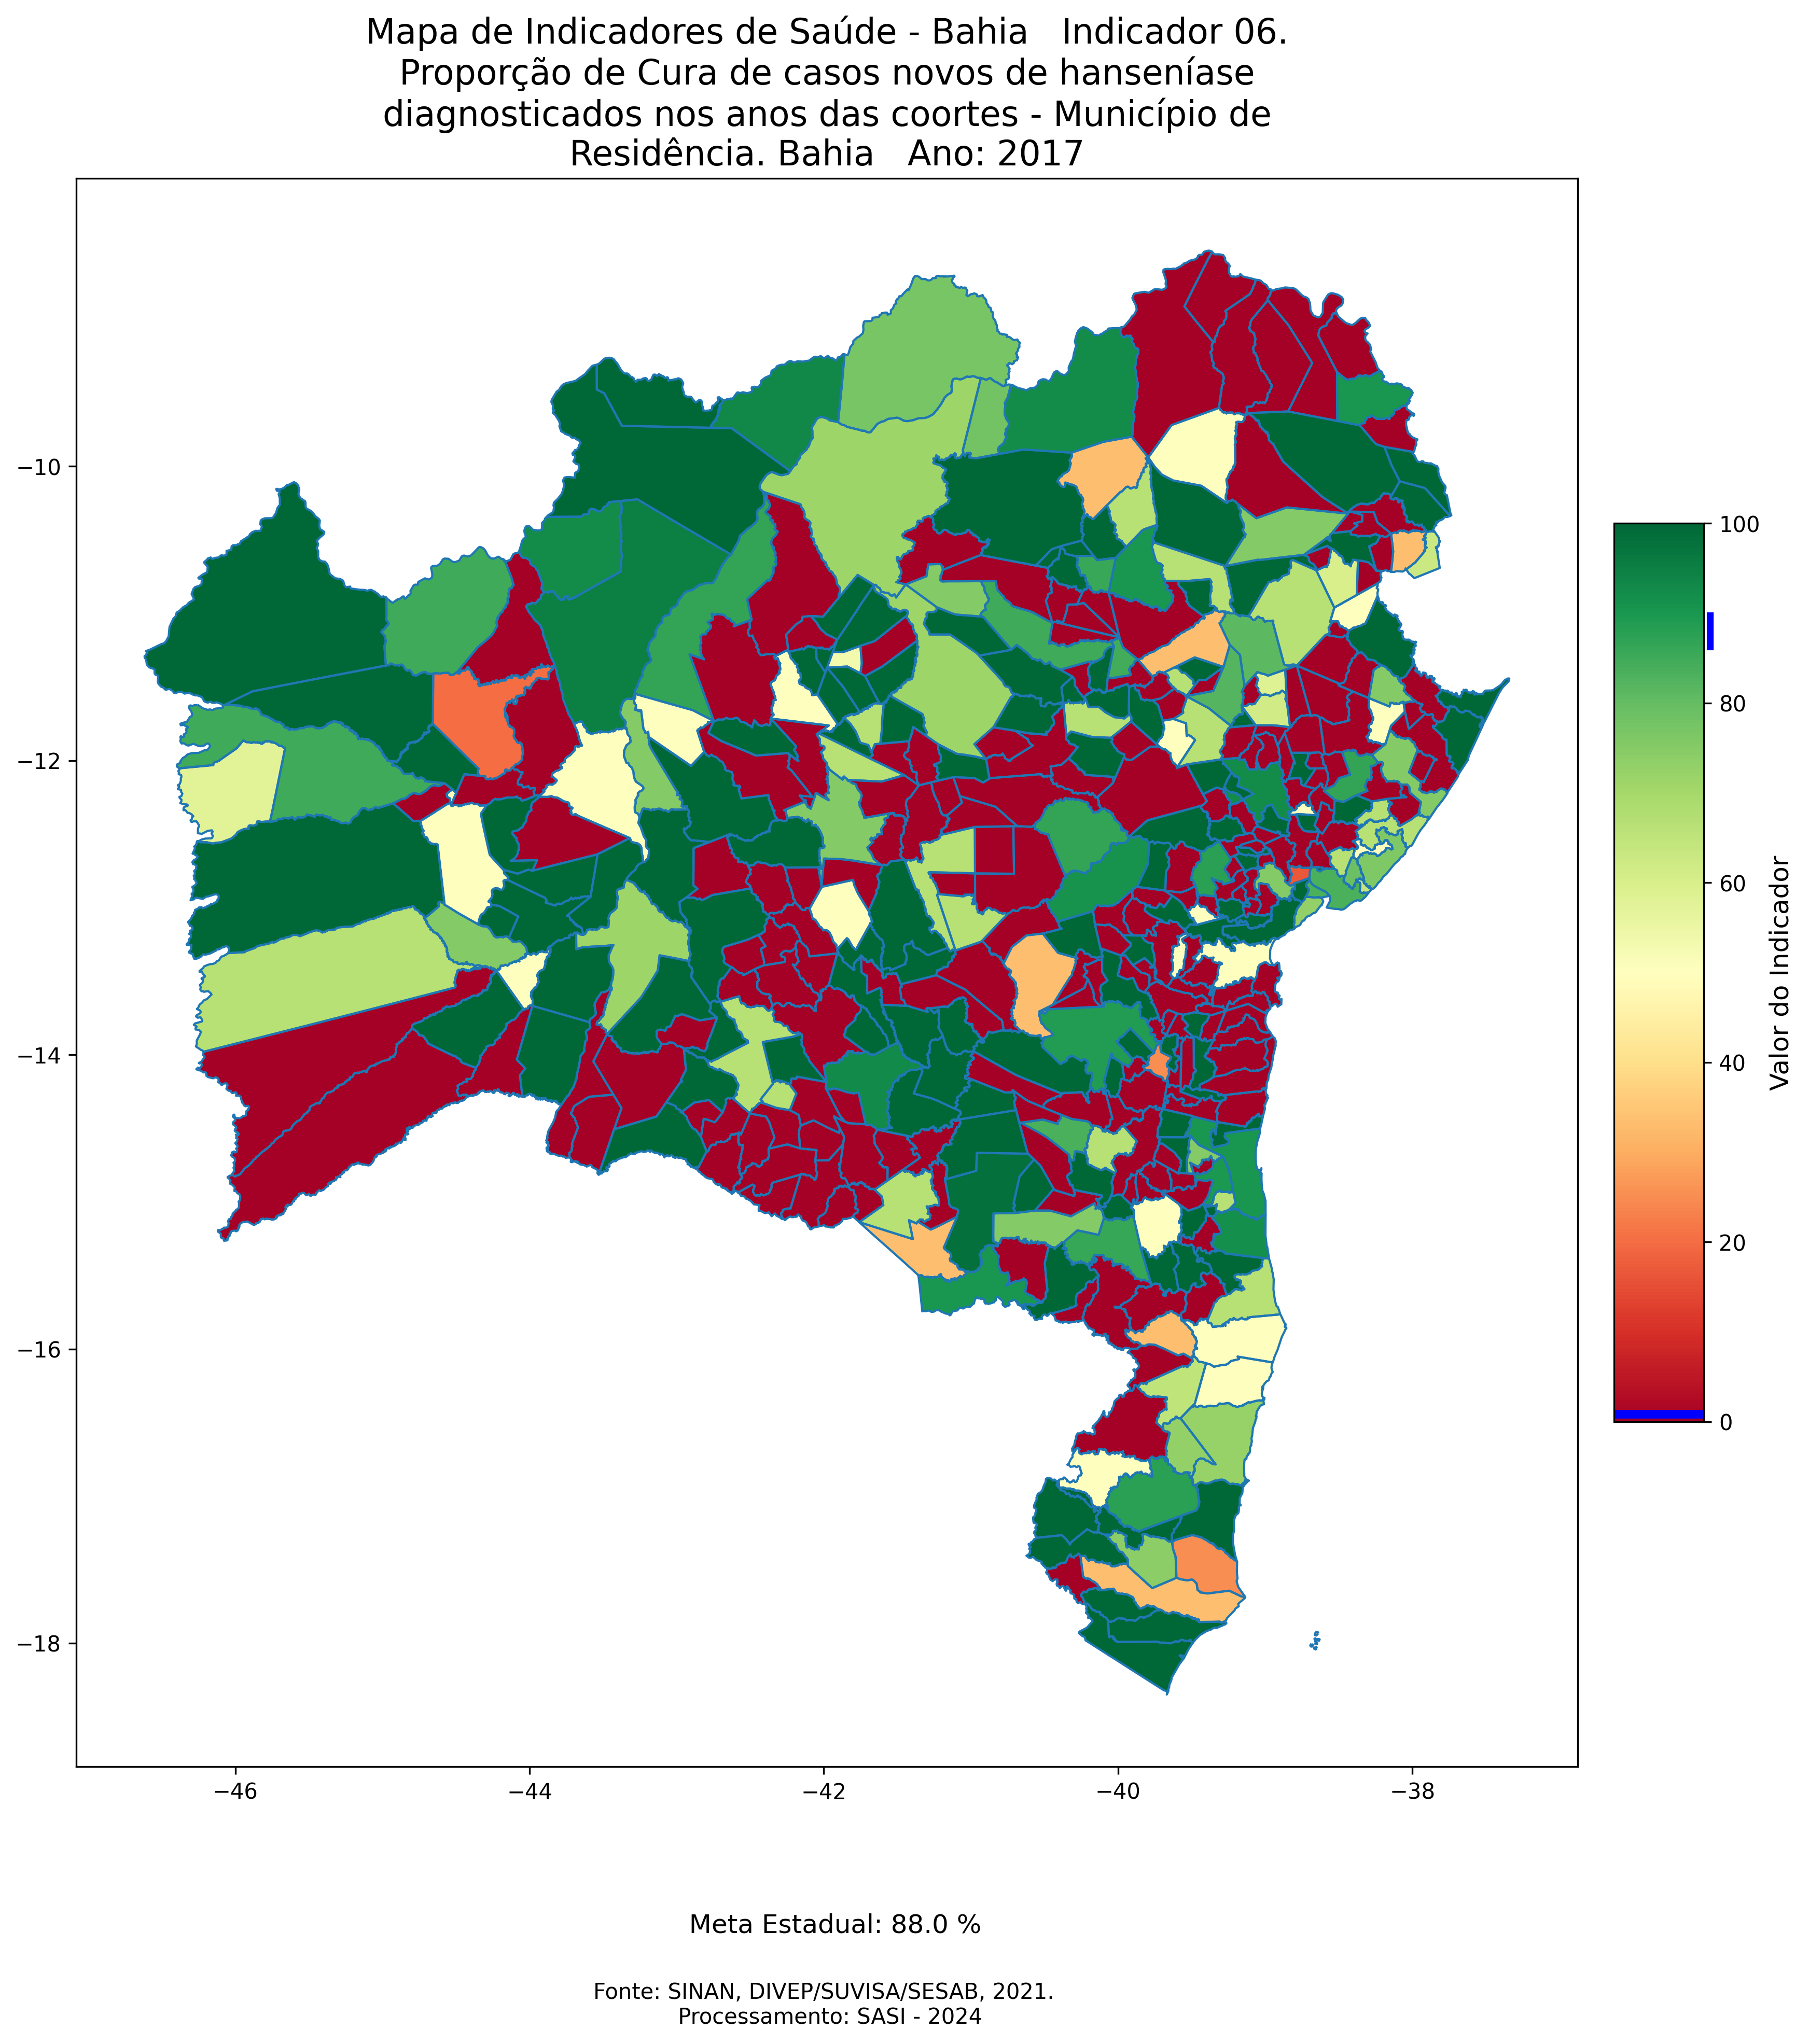 Mapa de Indicadores de Saúde - Bahia   Indicador 06.
Proporção de Cura de casos novos de hanseníase
diagnosticados nos anos das coortes - Município de
Residência. Bahia   Ano: 2017
−10
−12
−14
−16
−18
−46
−44
−42
−40
−38
100
80
60
40
20
0
Valor do Indicador
Meta Estadual: 88.0 %
Fonte: SINAN, DIVEP/SUVISA/SESAB, 2021.
Processamento: SASI - 2024